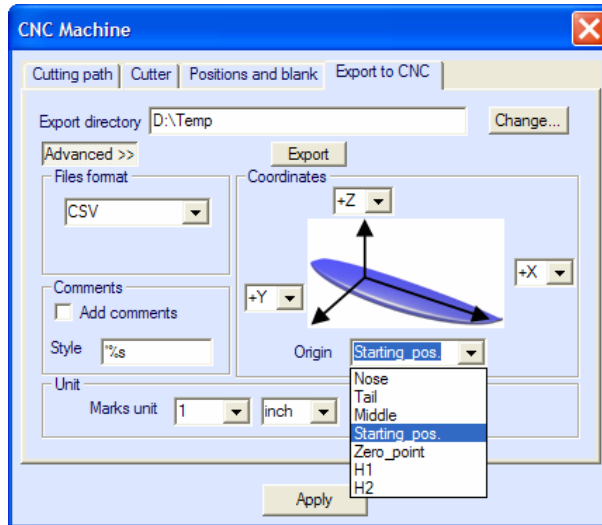 CNC Machine
Cutting path Cutter Positions and blank Export to CNC
Export directory D:\Temp Change...
Advanced >> Export
Files format
CSV
Coordinates
+Z
+X
+Y
Comments
Add comments
Style '%s
Origin Starting_pos.
Nose
Tail
Middle
Starting_pos.
Zero_point
H1
H2
Unit
Marks unit 1 inch
Apply